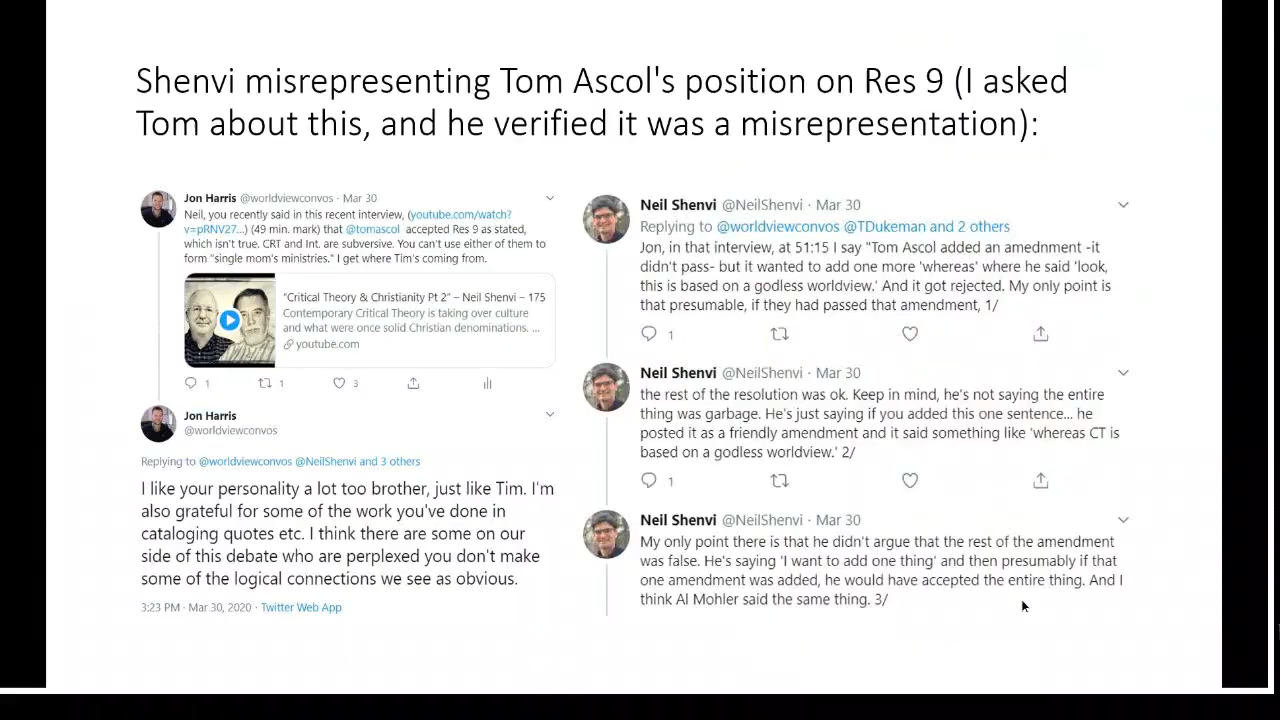 Shenvi misrepresenting Tom Ascol's position on Res 9 (I asked
Tom about this, and he verified it was a misrepresentation):
Jon Harris @worldviewconvos · Mar 30
Neil, you recently said in this recent interview, (youtube.com/watch?
v=pRNV27...) (49 min. mark) that @tomascol accepted Res 9 as stated,
which isn't true. CRT and Int. are subversive. You can't use either of them to
form "single mom's ministries." I get where Tim's coming from.
"Critical Theory & Christianity Pt 2" – Neil Shenvi – 175
Contemporary Critical Theory is taking over culture
and what were once solid Christian denominations. ...
youtube.com
1 1 3
Jon Harris
@worldviewconvos
Replying to @worldviewconvos @NeilShenvi and 3 others
I like your personality a lot too brother, just like Tim. I'm
also grateful for some of the work you've done in
cataloging quotes etc. I think there are some on our
side of this debate who are perplexed you don't make
some of the logical connections we see as obvious.
3:23 PM · Mar 30, 2020 · Twitter Web App
Neil Shenvi @NeilShenvi · Mar 30
Replying to @worldviewconvos @TDukeman and 2 others
Jon, in that interview, at 51:15 I say "Tom Ascol added an amednment -it
didn't pass- but it wanted to add one more 'whereas' where he said 'look,
this is based on a godless worldview.' And it got rejected. My only point is
that presumable, if they had passed that amendment, 1/
1
Neil Shenvi @NeilShenvi · Mar 30
the rest of the resolution was ok. Keep in mind, he's not saying the entire
thing was garbage. He's just saying if you added this one sentence... he
posted it as a friendly amendment and it said something like 'whereas CT is
based on a godless worldview.' 2/
1
Neil Shenvi @NeilShenvi · Mar 30
My only point there is that he didn't argue that the rest of the amendment
was false. He's saying 'I want to add one thing' and then presumably if that
one amendment was added, he would have accepted the entire thing. And I
think Al Mohler said the same thing. 3/